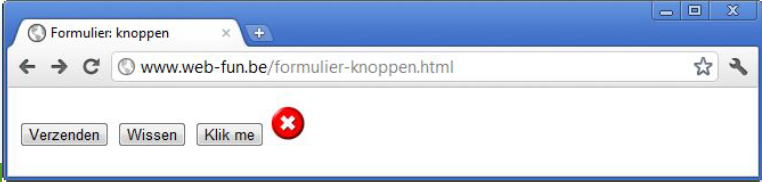 Formulier: knoppen
www.web-fun.be/formulier-knoppen.html
Verzenden Wissen Klik me